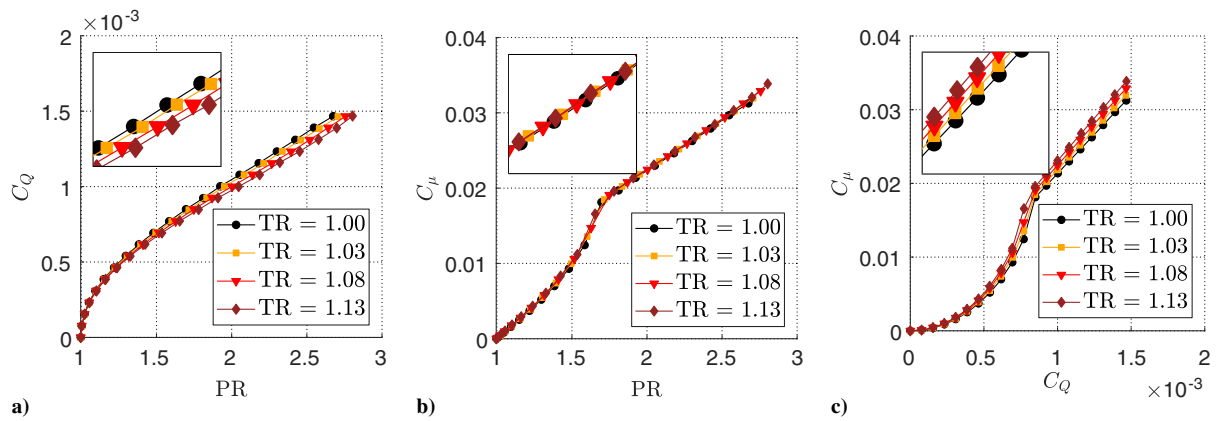 ×10⁻³
2
1.5
1
0.5
0
C_Q
1
1.5
2
2.5
3
PR
TR = 1.00
TR = 1.03
TR = 1.08
TR = 1.13
a)
0.04
0.03
0.02
0.01
0
C_μ
1
1.5
2
2.5
3
PR
TR = 1.00
TR = 1.03
TR = 1.08
TR = 1.13
b)
0.04
0.03
0.02
0.01
0
C_μ
0
0.5
1
1.5
2
C_Q
×10⁻³
TR = 1.00
TR = 1.03
TR = 1.08
TR = 1.13
c)